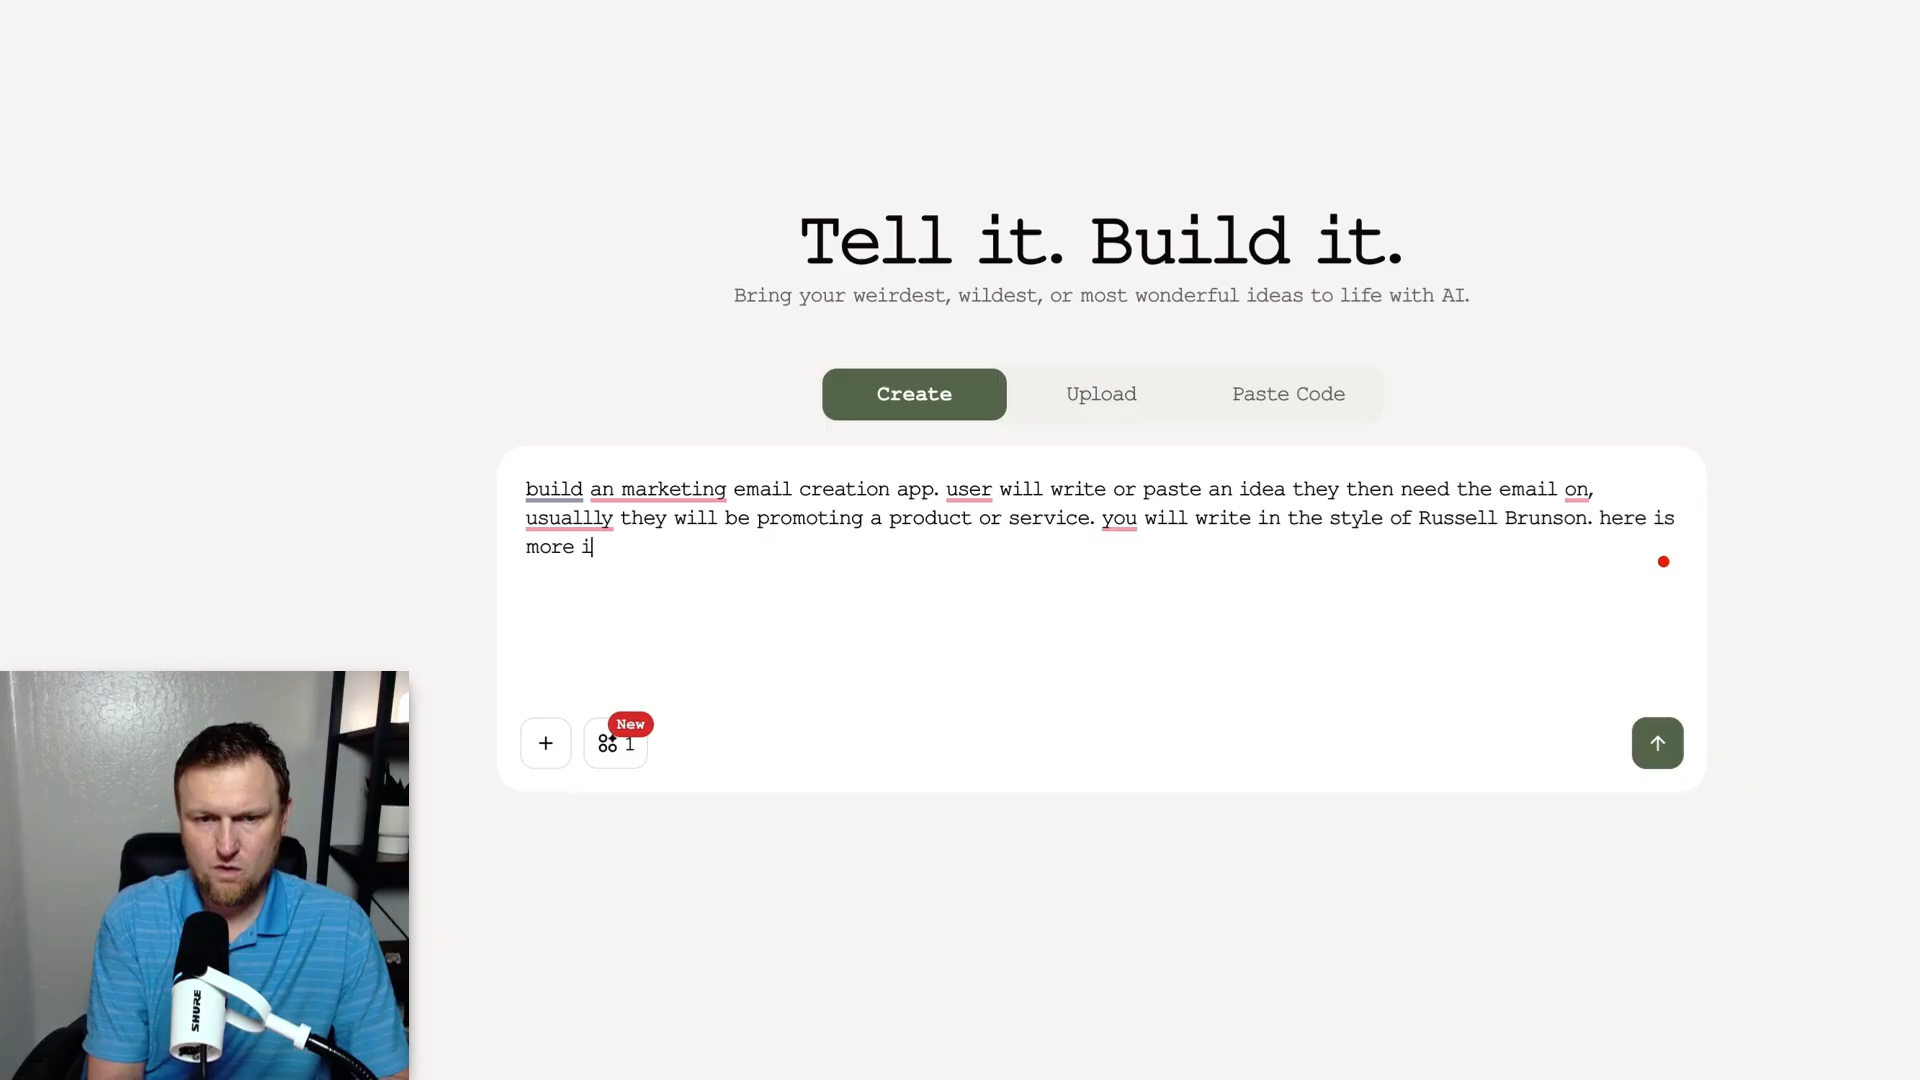 Tell it. Build it.
Bring your weirdest, wildest, or most wonderful ideas to life with AI.
Create Upload Paste Code
build an marketing email creation app. user will write or paste an idea they then need the email on,
usuallly they will be promoting a product or service. you will write in the style of Russell Brunson. here is
more i
New
+ 1
SHURE